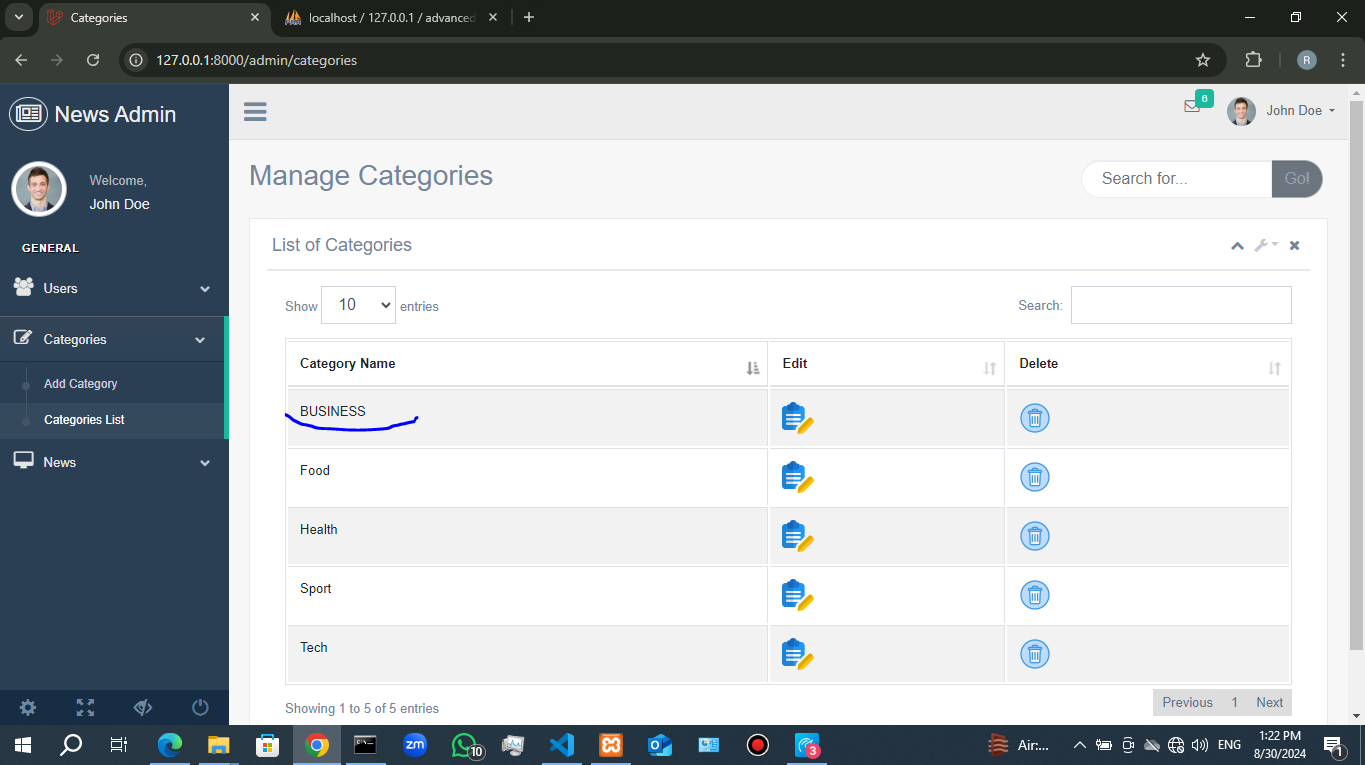 Categories
localhost / 127.0.0.1 / advanced
127.0.0.1:8000/admin/categories
R
News Admin
6
John Doe
Welcome,
John Doe
Manage Categories
Search for...
Go!
GENERAL
List of Categories
Users
Show 10 entries
Search:
Categories
Category Name
Edit
Delete
Add Category
BUSINESS
Categories List
News
Food
Health
Sport
Tech
Showing 1 to 5 of 5 entries
Previous 1 Next
zm
10
3
Air:...
ENG
1:22 PM
8/30/2024
1